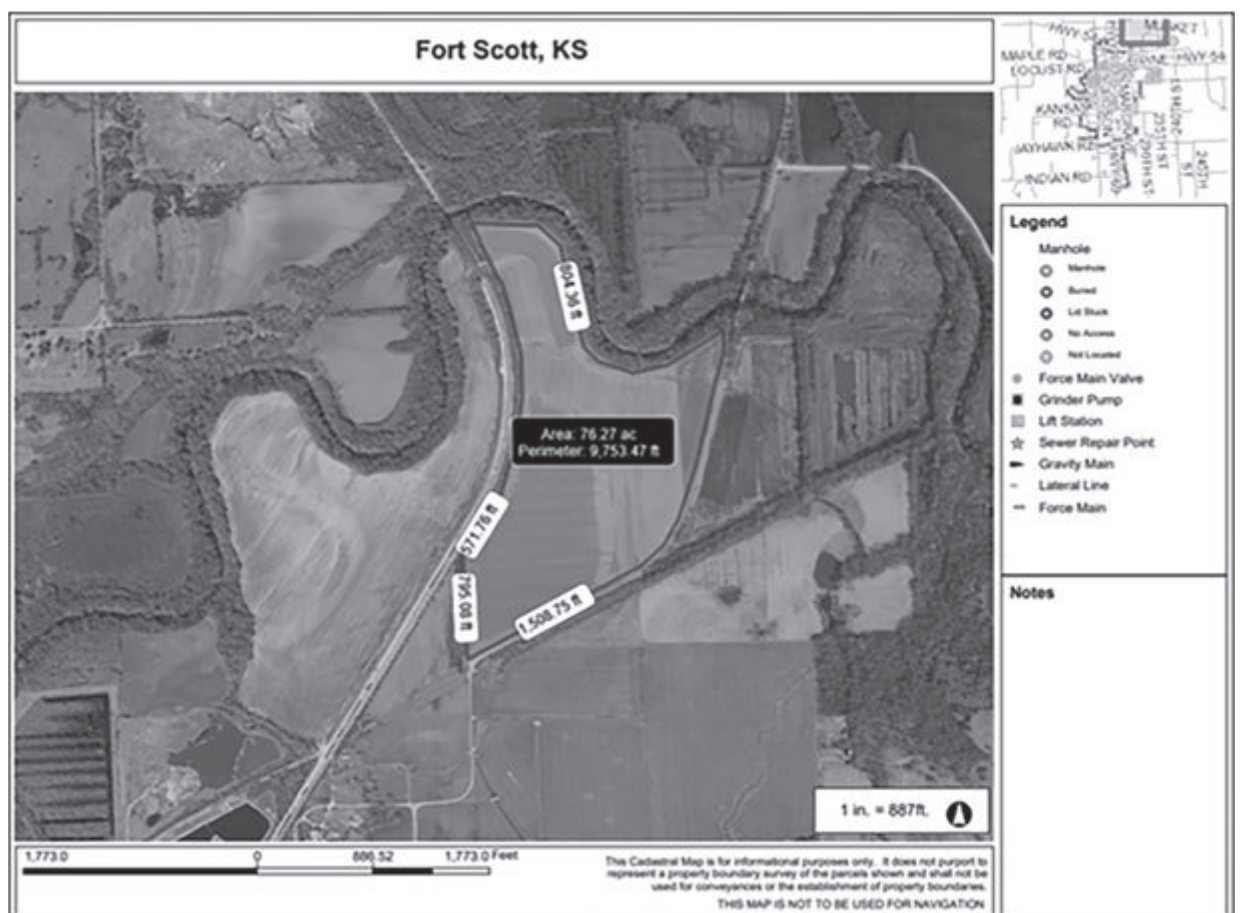 Fort Scott, KS
804.36 ft
Area: 76.27 ac
Perimeter: 9,753.47 ft
571.76 ft
795.08 ft
1,508.75 ft
1 in. = 887ft.
1,773.0
0
886.52
1,773.0 Feet
This Cadastral Map is for informational purposes only. It does not purport to
represent a property boundary survey of the parcels shown and shall not be
used for conveyances or the establishment of property boundaries.
THIS MAP IS NOT TO BE USED FOR NAVIGATION
MAPLE RD
LOCUST RD
HWY-54
KANSAS
RD
INDIAN RD
245TH
ST
Legend
Manhole
Manhole
Buried
Lid Stuck
No Access
Not Located
Force Main Valve
Grinder Pump
Lift Station
Sewer Repair Point
Gravity Main
Lateral Line
Force Main
Notes